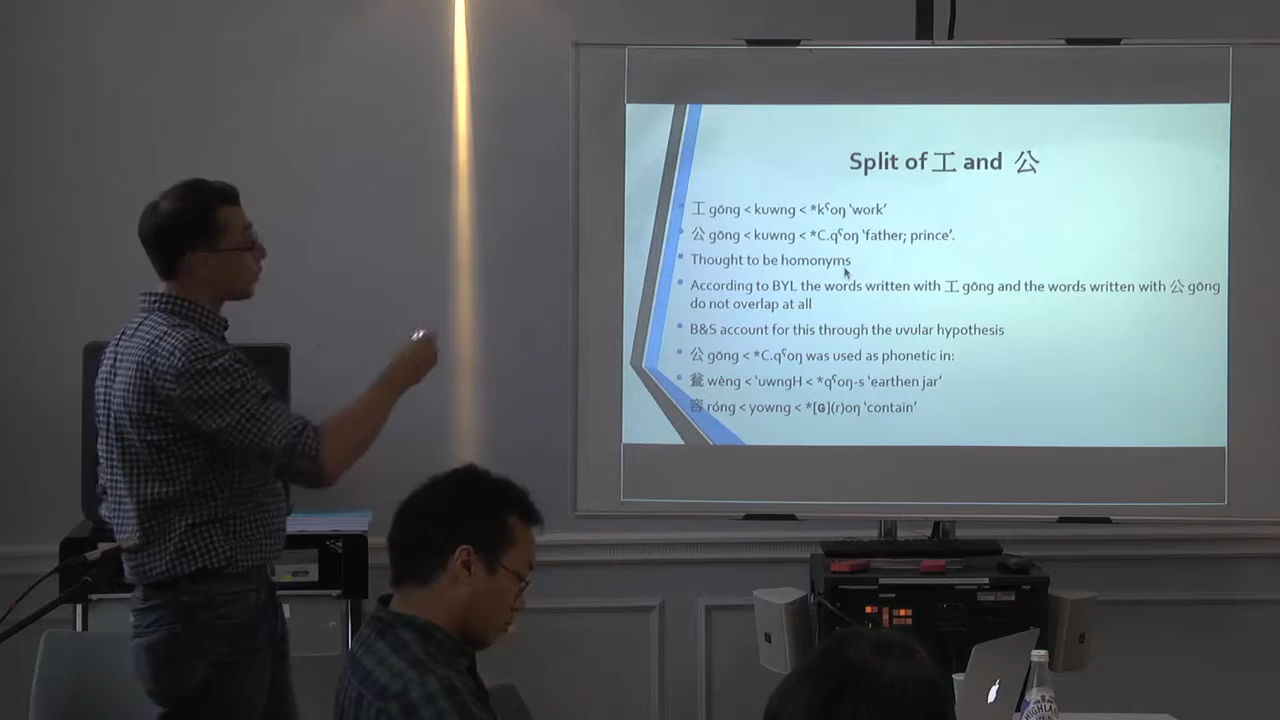 Split of 工 and 公
工 gōng < kuwng < *kˤoŋ ‘work’
公 gōng < kuwng < *C.qˤoŋ ‘father; prince’.
Thought to be homonyms
According to BYL the words written with 工 gōng and the words written with 公 gōng
do not overlap at all
B&S account for this through the uvular hypothesis
公 gōng < *C.qˤoŋ was used as phonetic in:
瓮 wèng < ʼuwngH < *qˤoŋ-s ‘earthen jar’
容 róng < yowng < *[ɢ](r)oŋ ‘contain’
HIGHLAND